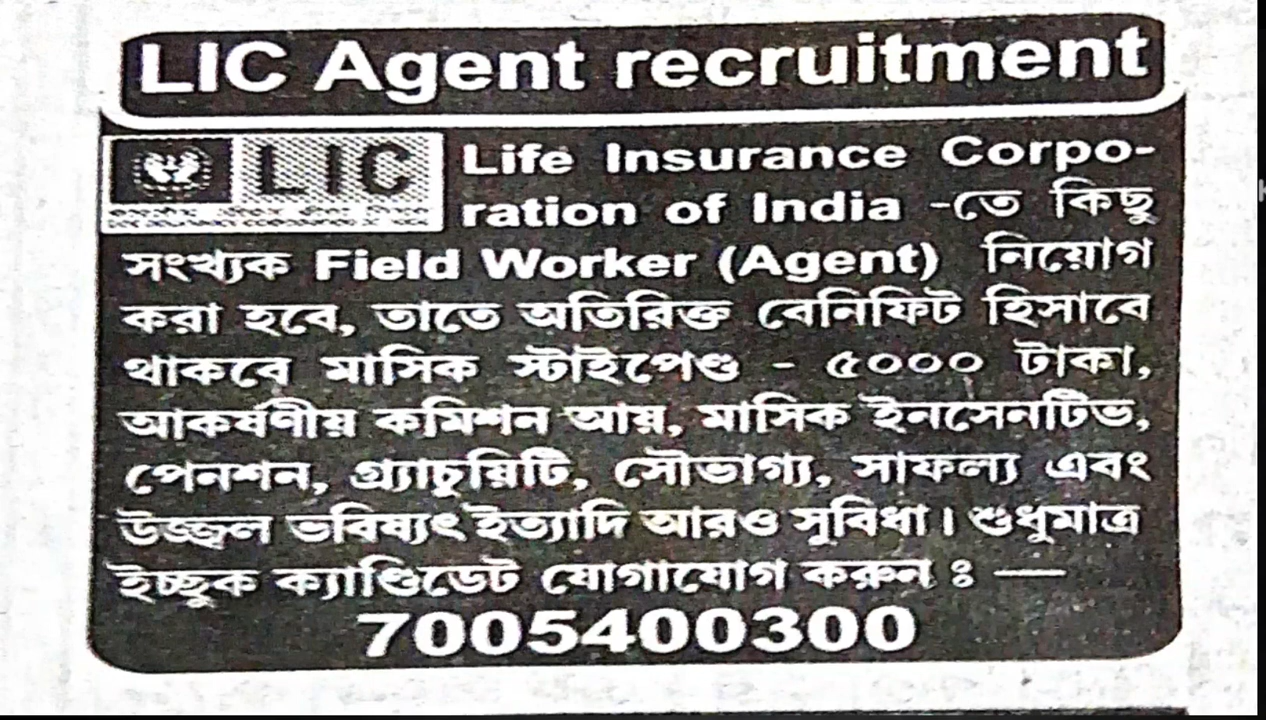 LIC Agent recruitment
LIC
Life Insurance Corpo-
ration of India -তে কিছু
সংখ্যক Field Worker (Agent) নিয়োগ
করা হবে, তাতে অতিরিক্ত বেনিফিট হিসাবে
থাকবে মাসিক স্টাইপেণ্ড - ৫০০০ টাকা,
আকর্ষণীয় কমিশন আয়, মাসিক ইনসেনটিভ,
পেনশন, গ্র্যাচুয়িটি, সৌভাগ্য, সাফল্য এবং
উজ্জ্বল ভবিষ্যৎ ইত্যাদি আরও সুবিধা। শুধুমাত্র
ইচ্ছুক ক্যাণ্ডিডেট যোগাযোগ করুন ঃ —
7005400300